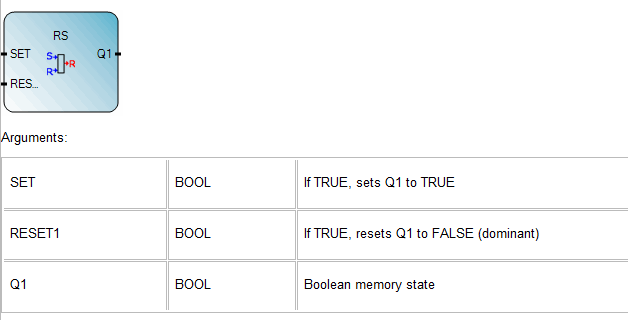 RS
SET S Q1
R R
RES...
Arguments:
SET BOOL If TRUE, sets Q1 to TRUE
RESET1 BOOL If TRUE, resets Q1 to FALSE (dominant)
Q1 BOOL Boolean memory state